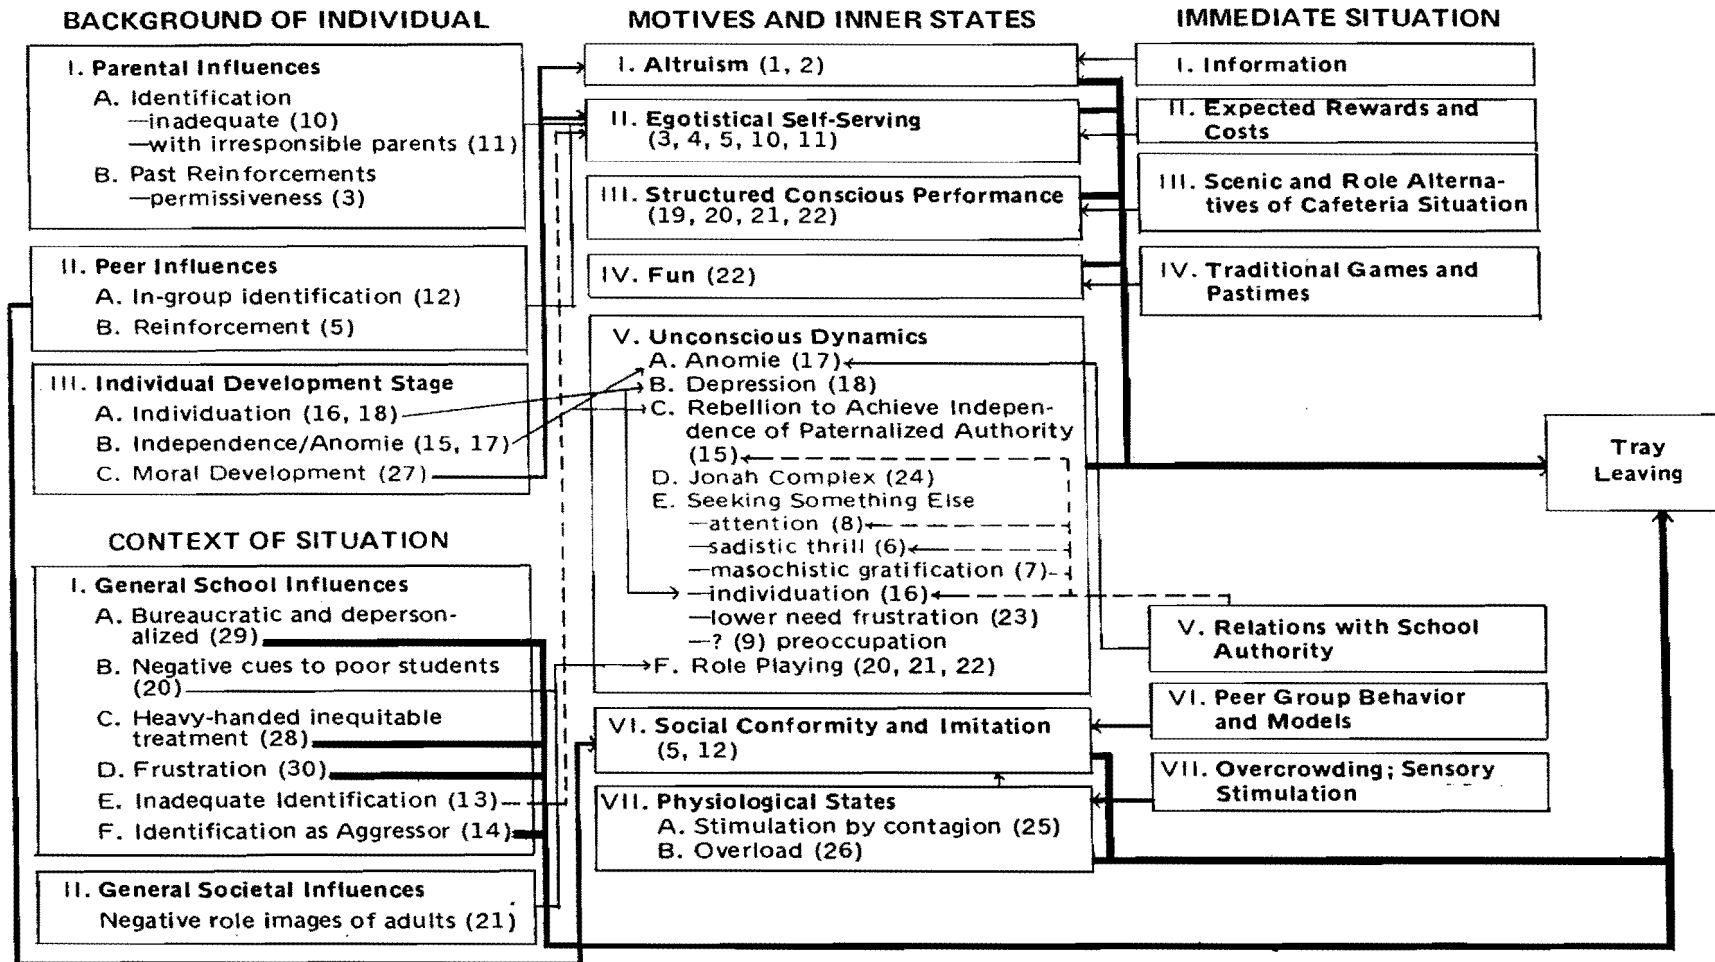 BACKGROUND OF INDIVIDUAL
I. Parental Influences
A. Identification
—inadequate (10)
—with irresponsible parents (11)
B. Past Reinforcements
—permissiveness (3)
II. Peer Influences
A. In-group identification (12)
B. Reinforcement (5)
III. Individual Development Stage
A. Individuation (16, 18)
B. Independence/Anomie (15, 17)
C. Moral Development (27)
CONTEXT OF SITUATION
I. General School Influences
A. Bureaucratic and deperson-
alized (29)
B. Negative cues to poor students
(20)
C. Heavy-handed inequitable
treatment (28)
D. Frustration (30)
E. Inadequate Identification (13)
F. Identification as Aggressor (14)
II. General Societal Influences
Negative role images of adults (21)
MOTIVES AND INNER STATES
I. Altruism (1, 2)
II. Egotistical Self-Serving
(3, 4, 5, 10, 11)
III. Structured Conscious Performance
(19, 20, 21, 22)
IV. Fun (22)
V. Unconscious Dynamics
A. Anomie (17)
B. Depression (18)
C. Rebellion to Achieve Indepen-
dence of Paternalized Authority
(15)
D. Jonah Complex (24)
E. Seeking Something Else
—attention (8)
—sadistic thrill (6)
—masochistic gratification (7)
—individuation (16)
—lower need frustration (23)
—? (9) preoccupation
F. Role Playing (20, 21, 22)
VI. Social Conformity and Imitation
(5, 12)
VII. Physiological States
A. Stimulation by contagion (25)
B. Overload (26)
IMMEDIATE SITUATION
I. Information
II. Expected Rewards and
Costs
III. Scenic and Role Alterna-
tives of Cafeteria Situation
IV. Traditional Games and
Pastimes
V. Relations with School
Authority
VI. Peer Group Behavior
and Models
VII. Overcrowding; Sensory
Stimulation
Tray
Leaving